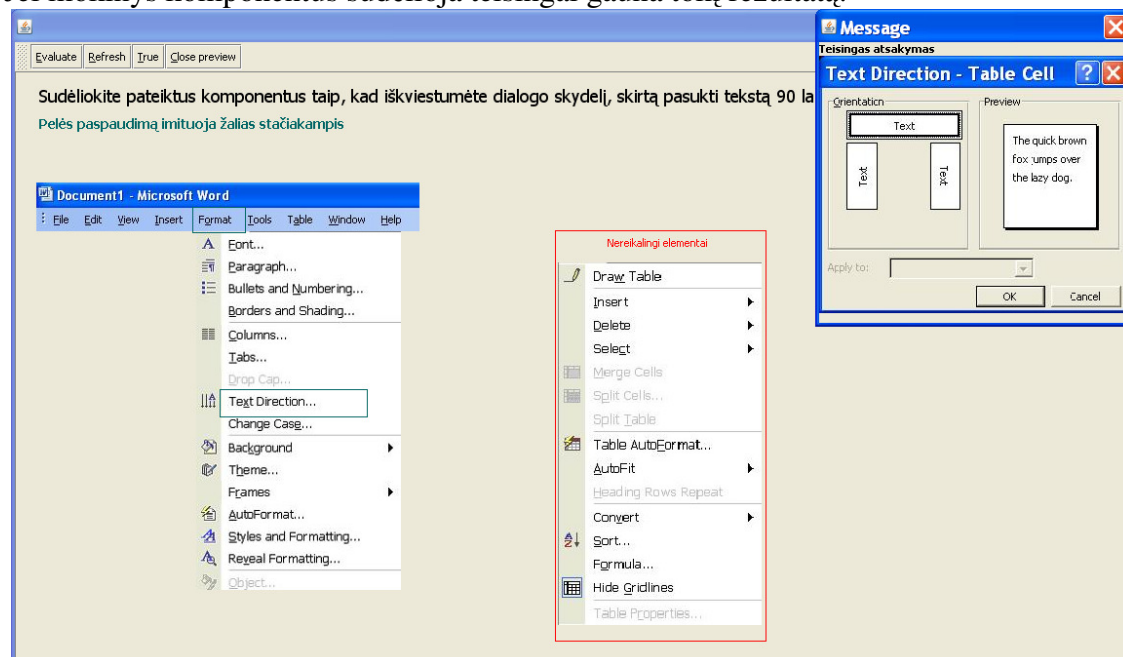 Evaluate Refresh True Close preview
Sudėliokite pateiktus komponentus taip, kad iškviestumėte dialogo skydelį, skirtą pasukti tekstą 90 la
Pelės paspaudimą imituoja žalias stačiakampis
Document1 - Microsoft Word
File Edit View Insert Format Tools Table Window Help
Font...
Paragraph...
Bullets and Numbering...
Borders and Shading...
Columns...
Tabs...
Drop Cap...
Text Direction...
Change Case...
Background
Theme...
Frames
AutoFormat...
Styles and Formatting...
Reveal Formatting...
Object...
Nereikalingi elementai
Draw Table
Insert
Delete
Select
Merge Cells
Split Cells...
Split Table
Table AutoFormat...
AutoFit
Heading Rows Repeat
Convert
Sort...
Formula...
Hide Gridlines
Table Properties...
Message
Teisingas atsakymas
Text Direction - Table Cell
Orientation
Text
Text
Text
Preview
The quick brown
fox jumps over
the lazy dog.
Apply to:
OK Cancel